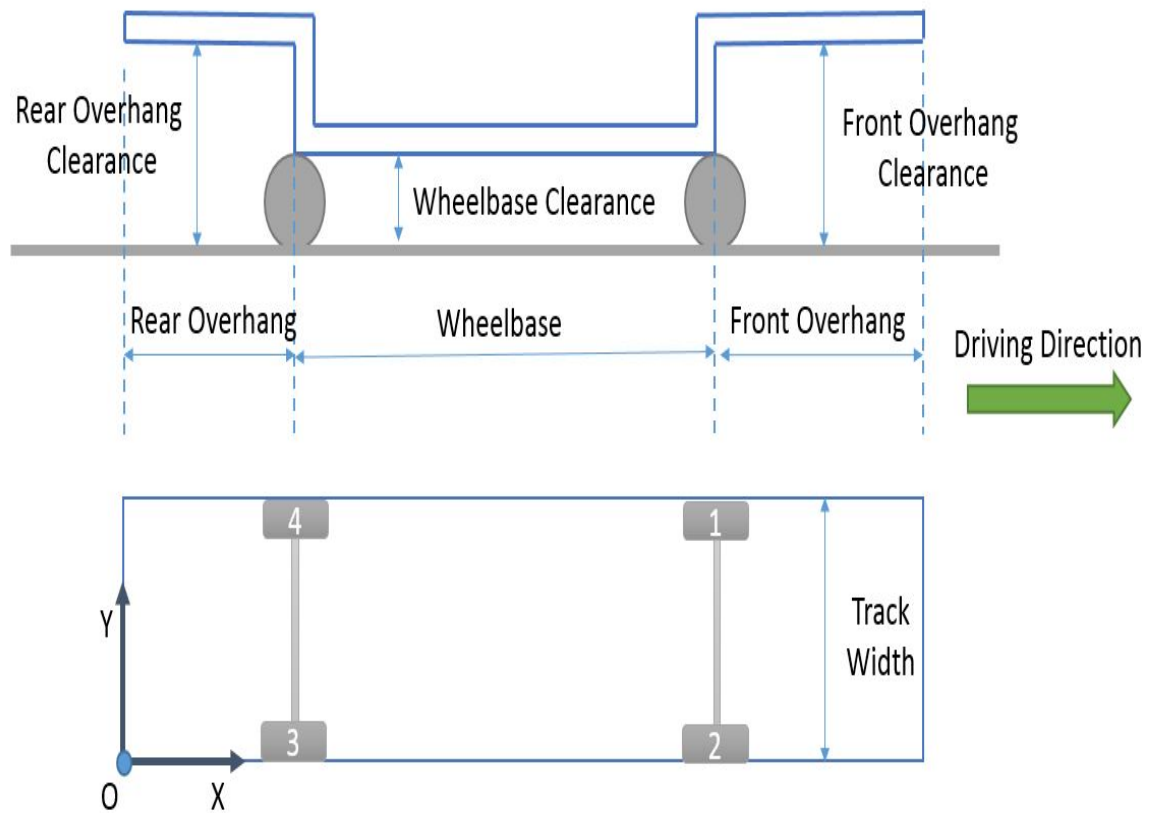 Rear Overhang
Clearance
Front Overhang
Clearance
Wheelbase Clearance
Rear Overhang
Wheelbase
Front Overhang
Driving Direction
4
1
Y
Track
Width
3
2
O
X